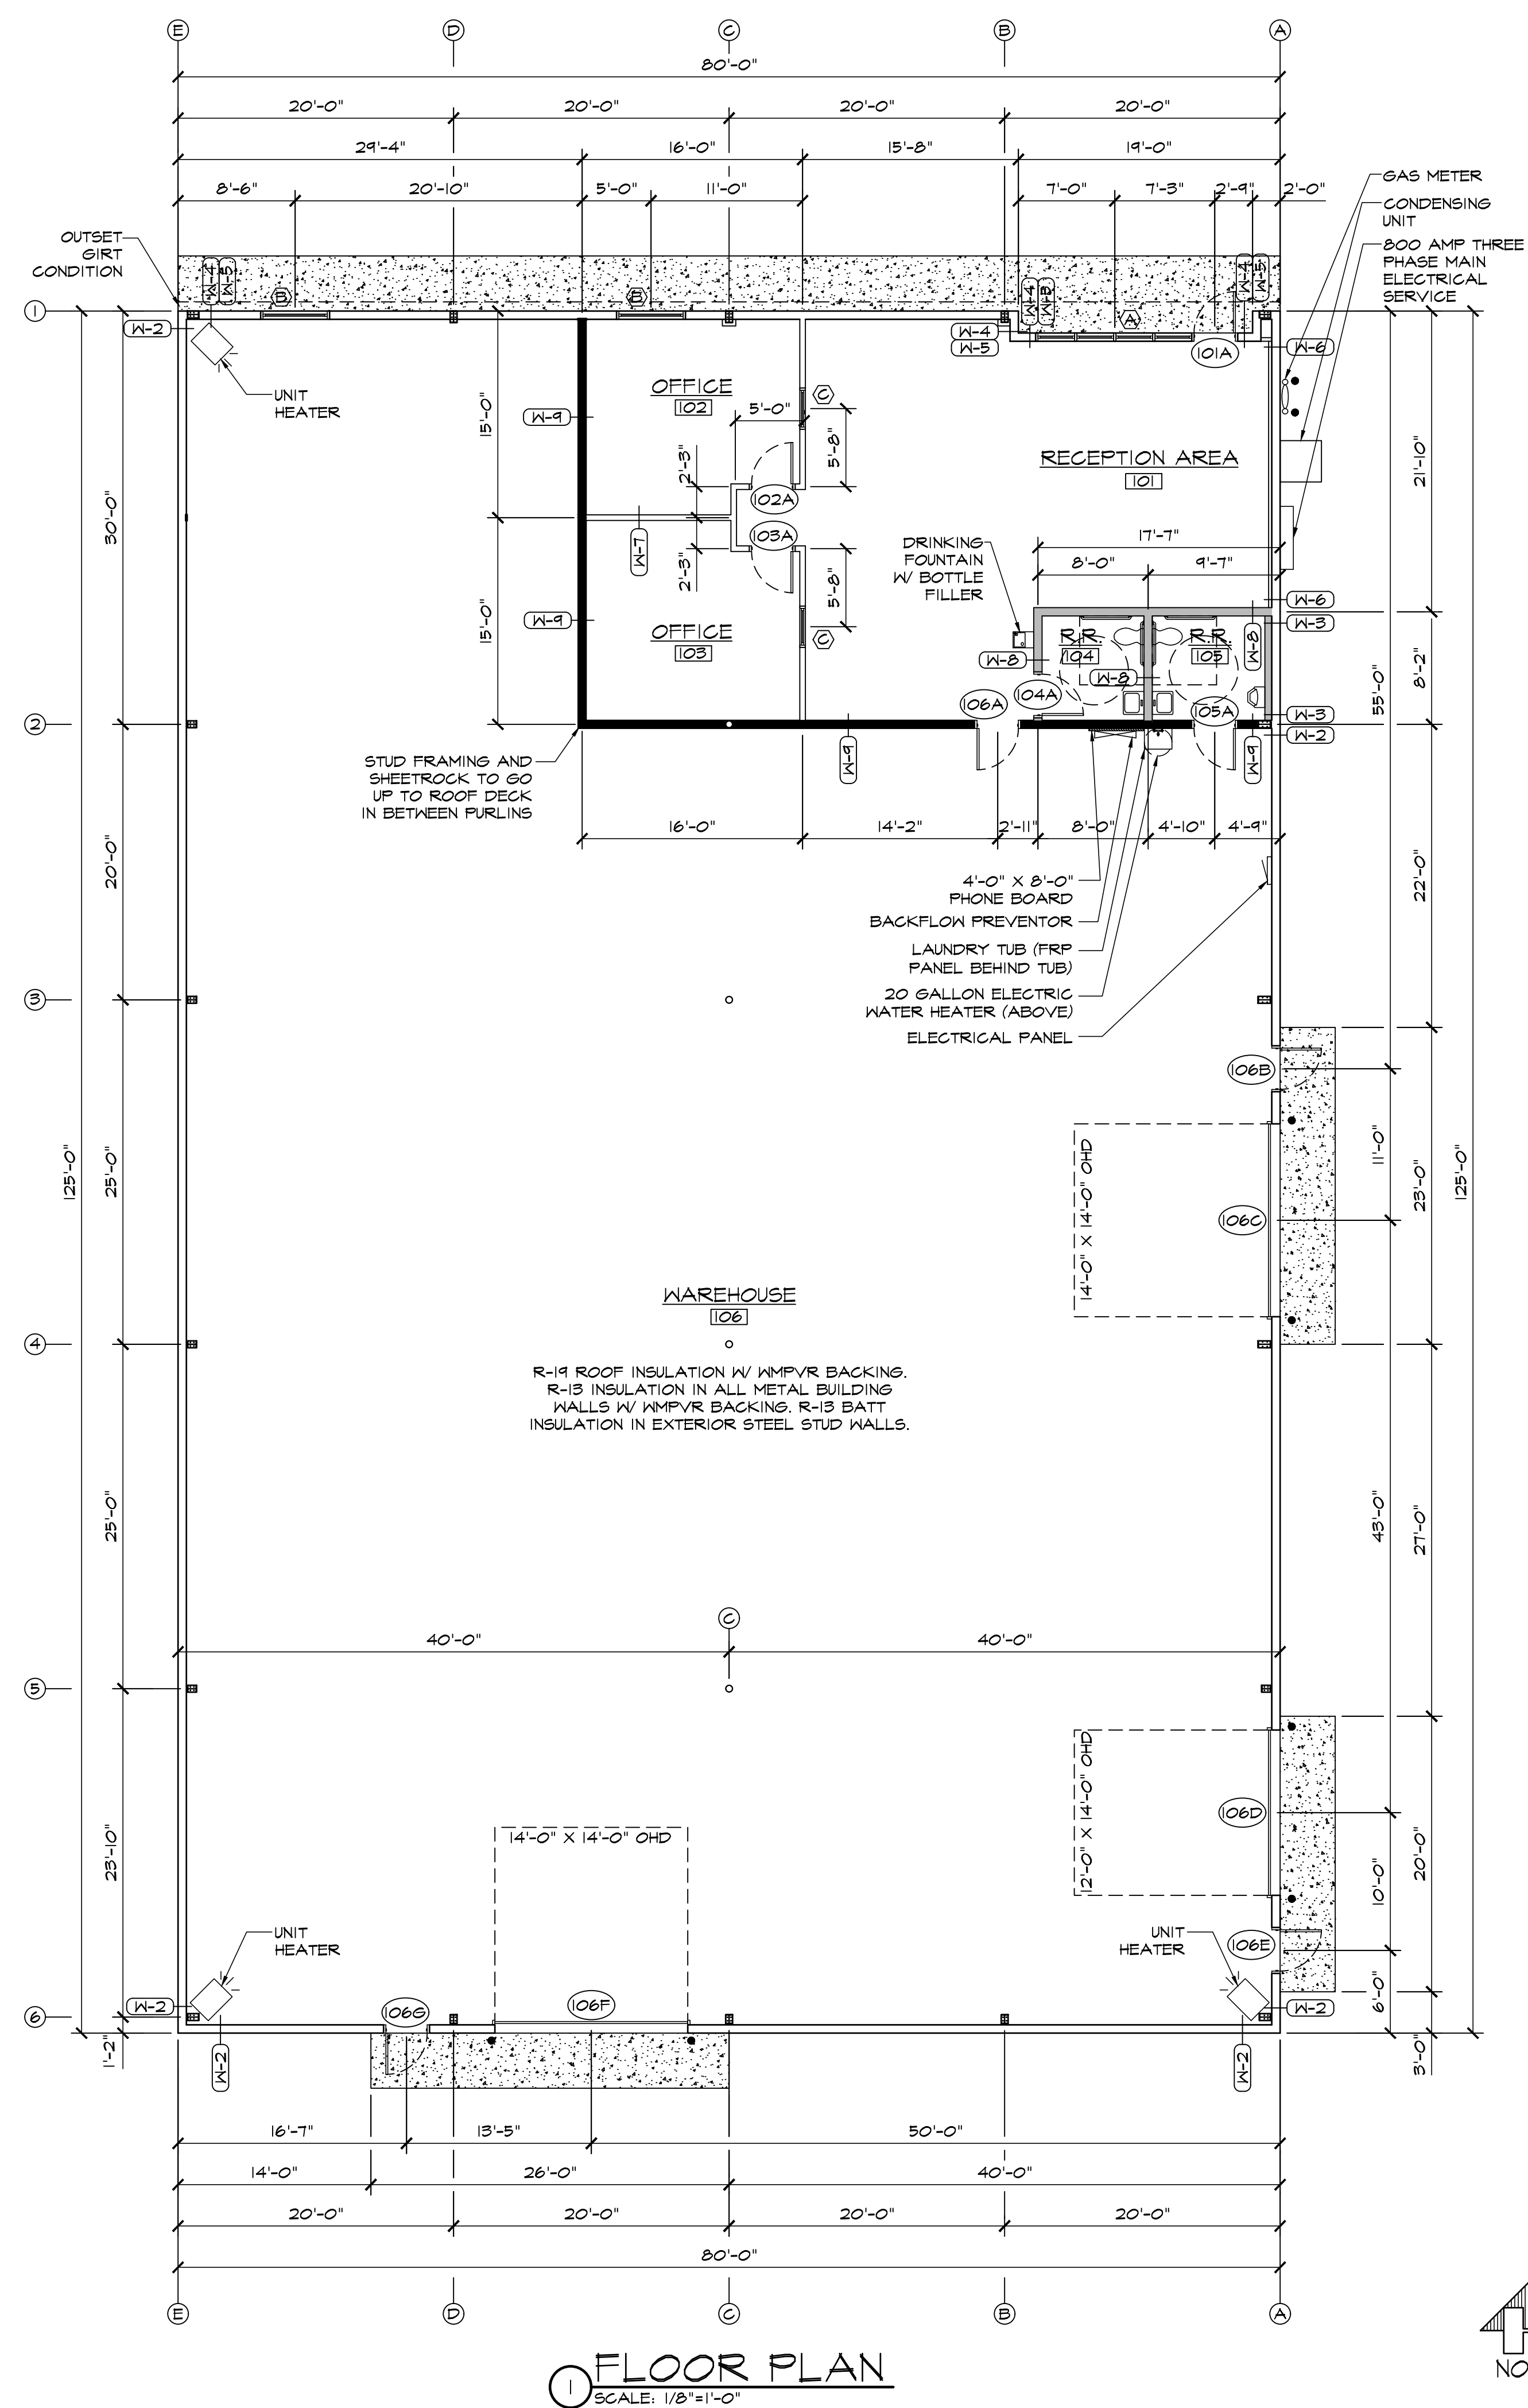 E D C B A
80'-0"
20'-0" 20'-0" 20'-0" 20'-0"
29'-4" 16'-0" 15'-8" 19'-0"
8'-6" 20'-10" 5'-0" 11'-0" 7'-0" 7'-3" 2'-9" 2'-0"
GAS METER
CONDENSING
UNIT
800 AMP THREE
PHASE MAIN
ELECTRICAL
SERVICE
OUTSET
GIRT
CONDITION
W-4
W-5
B
B
W-4
W-3
A
W-4
W-5
1
W-2
W-4
W-5
101A
W-6
UNIT
HEATER
OFFICE
102
C
5'-0"
W-9
15'-0"
5'-8"
2'-3"
RECEPTION AREA
101
21'-10"
30'-0"
102A
103A
W-7
2'-3"
5'-8"
DRINKING
FOUNTAIN
W/ BOTTLE
FILLER
17'-7"
8'-0" 9'-7"
W-6
W-3
15'-0"
W-9
OFFICE
103
C
R.R.
104
R.R.
105
W-8
W-8
W-8
8'-2"
55'-0"
104A
106A
105A
W-3
W-2
2
W-9
W-9
STUD FRAMING AND
SHEETROCK TO GO
UP TO ROOF DECK
IN BETWEEN PURLINS
16'-0" 14'-2" 2'-11" 8'-0" 4'-10" 4'-9"
20'-0"
22'-0"
4'-0" X 8'-0"
PHONE BOARD
BACKFLOW PREVENTOR
LAUNDRY TUB (FRP
PANEL BEHIND TUB)
20 GALLON ELECTRIC
WATER HEATER (ABOVE)
ELECTRICAL PANEL
3
106B
125'-0"
25'-0"
14'-0" X 14'-0" OHD
106C
11'-0"
23'-0"
125'-0"
WAREHOUSE
106
4
R-19 ROOF INSULATION W/ WMPVR BACKING.
R-13 INSULATION IN ALL METAL BUILDING
WALLS W/ WMPVR BACKING. R-13 BATT
INSULATION IN EXTERIOR STEEL STUD WALLS.
25'-0"
43'-0"
27'-0"
C
40'-0" 40'-0"
5
12'-0" X 14'-0" OHD
106D
14'-0" X 14'-0" OHD
23'-10"
10'-0"
20'-0"
UNIT
HEATER
UNIT
HEATER
106E
W-2
106G
106F
W-2
6'-0"
6
1'-2"
W-2
W-2
3'-0"
16'-7" 13'-5" 50'-0"
14'-0" 26'-0" 40'-0"
20'-0" 20'-0" 20'-0" 20'-0"
80'-0"
E D C B A
1 FLOOR PLAN
SCALE: 1/8"=1'-0"
NO